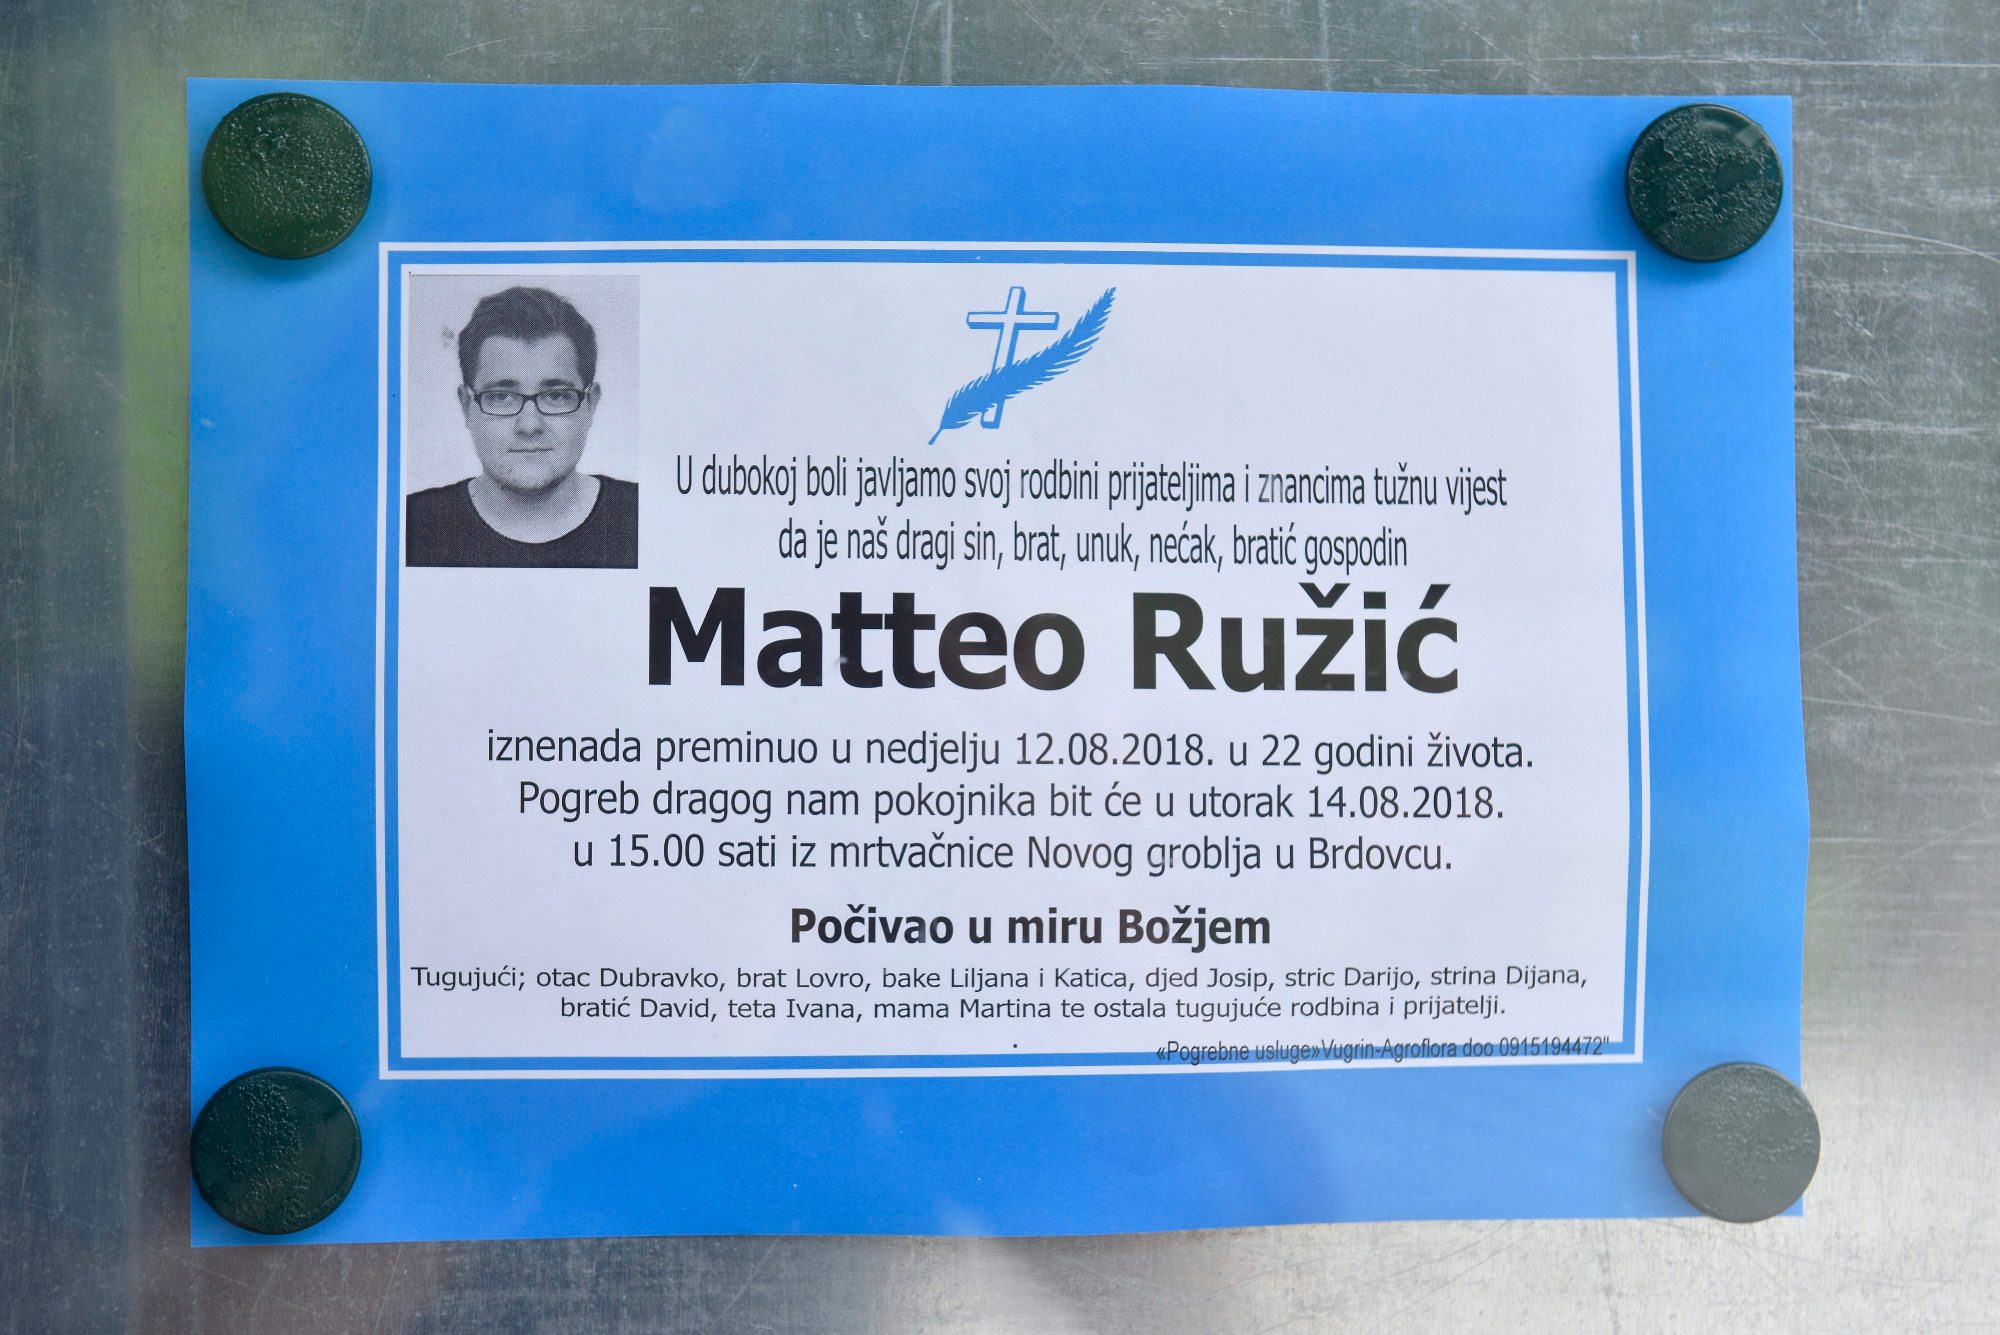 U dubokoj boli javljamo svoj rodbini prijateljima i znancima tužnu vijest
da je naš dragi sin, brat, unuk, nećak, bratić gospodin
Matteo Ružić
iznenada preminuo u nedjelju 12.08.2018. u 22 godini života.
Pogreb dragog nam pokojnika bit će u utorak 14.08.2018.
u 15.00 sati iz mrtvačnice Novog groblja u Brdovcu.
Počivao u miru Božjem
Tugujući; otac Dubravko, brat Lovro, bake Liljana i Katica, djed Josip, stric Darijo, strina Dijana,
bratić David, teta Ivana, mama Martina te ostala tugujuće rodbina i prijatelji.
«Pogrebne usluge»Vugrin-Agroflora doo 0915194472"